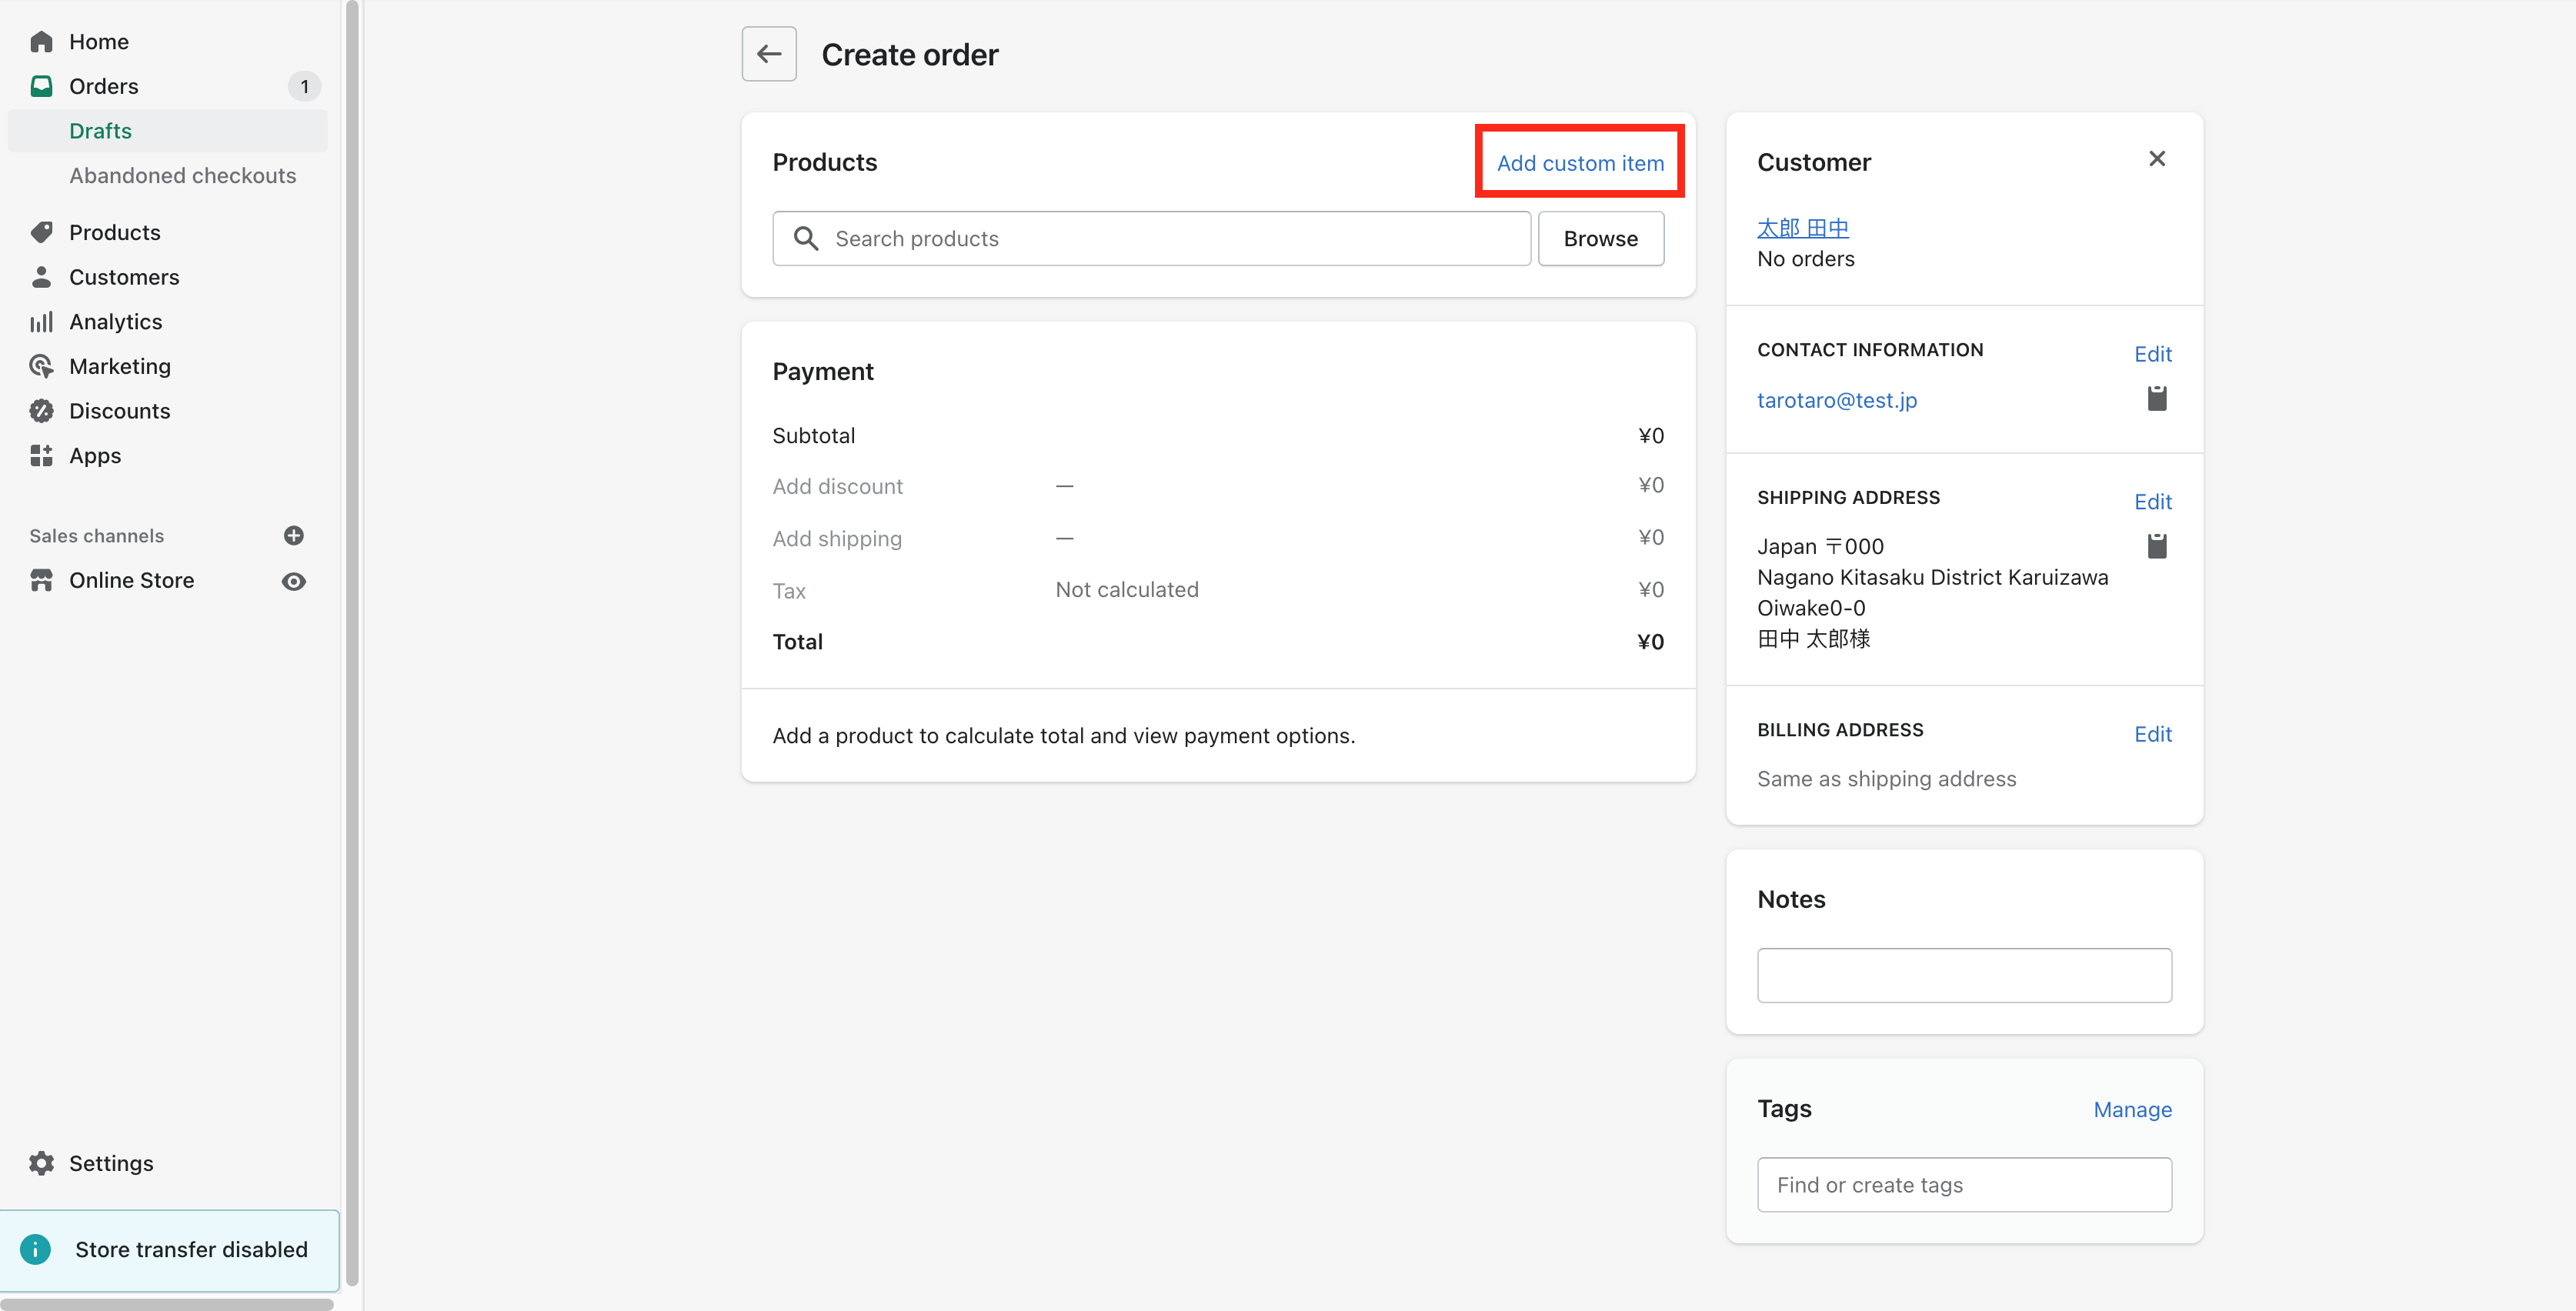 Home
Orders 1
Drafts
Abandoned checkouts
Products
Customers
Analytics
Marketing
Discounts
Apps
Sales channels
Online Store
Settings
Store transfer disabled
Create order
Products Add custom item
Search products Browse
Payment
Subtotal ¥0
Add discount — ¥0
Add shipping — ¥0
Tax Not calculated ¥0
Total ¥0
Add a product to calculate total and view payment options.
Customer
太郎 田中
No orders
CONTACT INFORMATION Edit
tarotaro@test.jp
SHIPPING ADDRESS Edit
Japan 〒000
Nagano Kitasaku District Karuizawa
Oiwake0-0
田中 太郎様
BILLING ADDRESS Edit
Same as shipping address
Notes
Tags Manage
Find or create tags